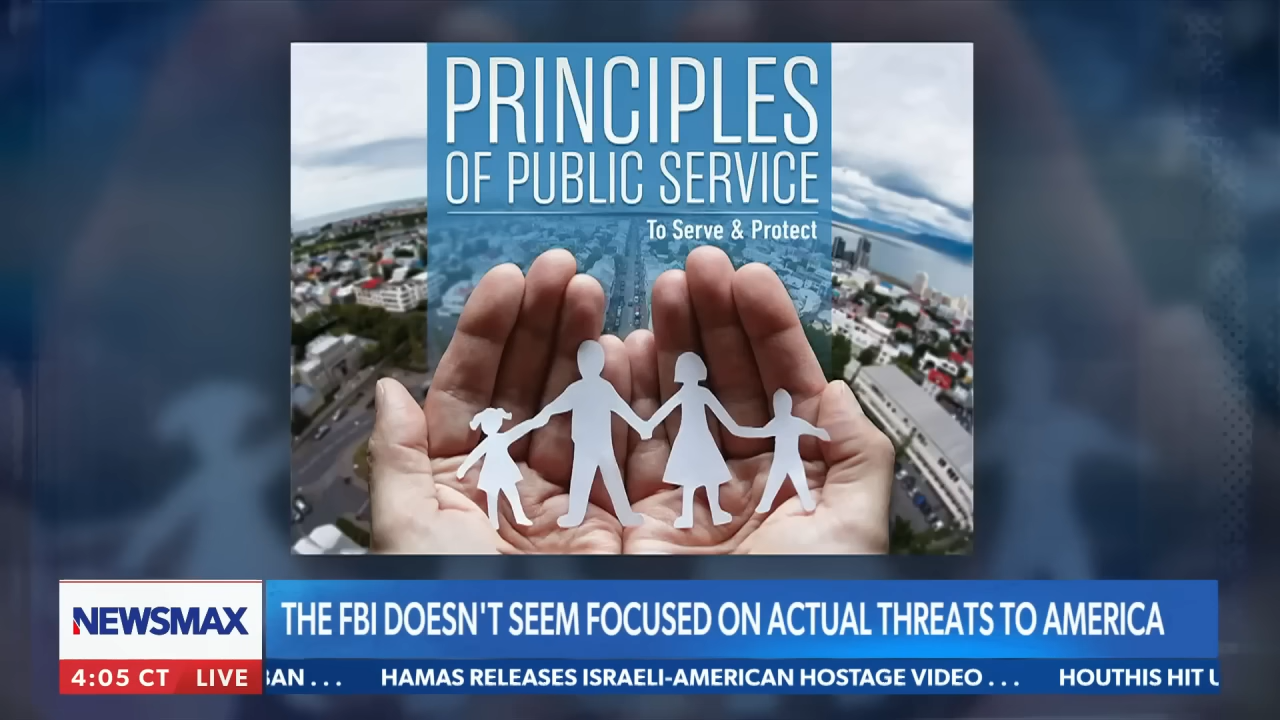 PRINCIPLES
OF PUBLIC SERVICE
To Serve & Protect
NEWSMAX
THE FBI DOESN'T SEEM FOCUSED ON ACTUAL THREATS TO AMERICA
4:05 CT LIVE
... HAMAS RELEASES ISRAELI-AMERICAN HOSTAGE VIDEO ... HOUTHIS HIT